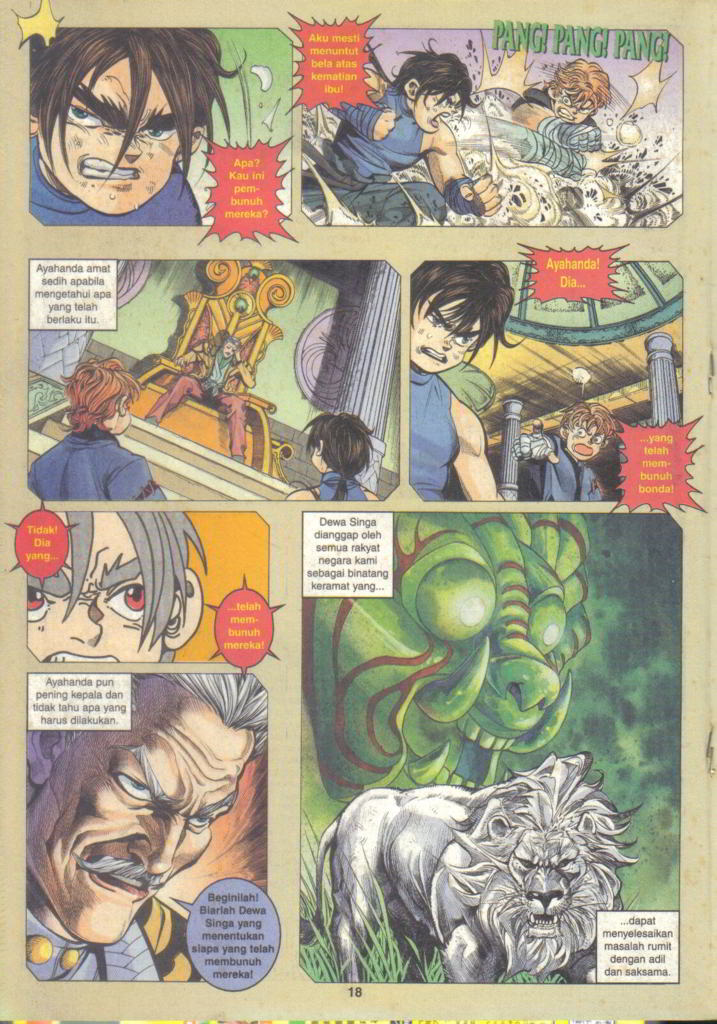 Apa?
Kau ini
pem-
bunuh
mereka?
Aku mesti
menuntut
bela atas
kematian
ibu!
PANG! PANG! PANG!
Ayahanda amat
sedih apabila
mengetahui apa
yang telah
berlaku itu.
Ayahanda!
Dia...
...yang
telah
mem-
bunuh
bonda!
Tidak!
Dia
yang...
...telah
mem-
bunuh
mereka!
Ayahanda pun
pening kepala dan
tidak tahu apa yang
harus dilakukan.
Beginilah!
Biarlah Dewa
Singa yang
menentukan
siapa yang telah
membunuh
mereka!
Dewa Singa
dianggap oleh
semua rakyat
negara kami
sebagai binatang
keramat yang...
...dapat
menyelesaikan
masalah rumit
dengan adil
dan saksama.
18